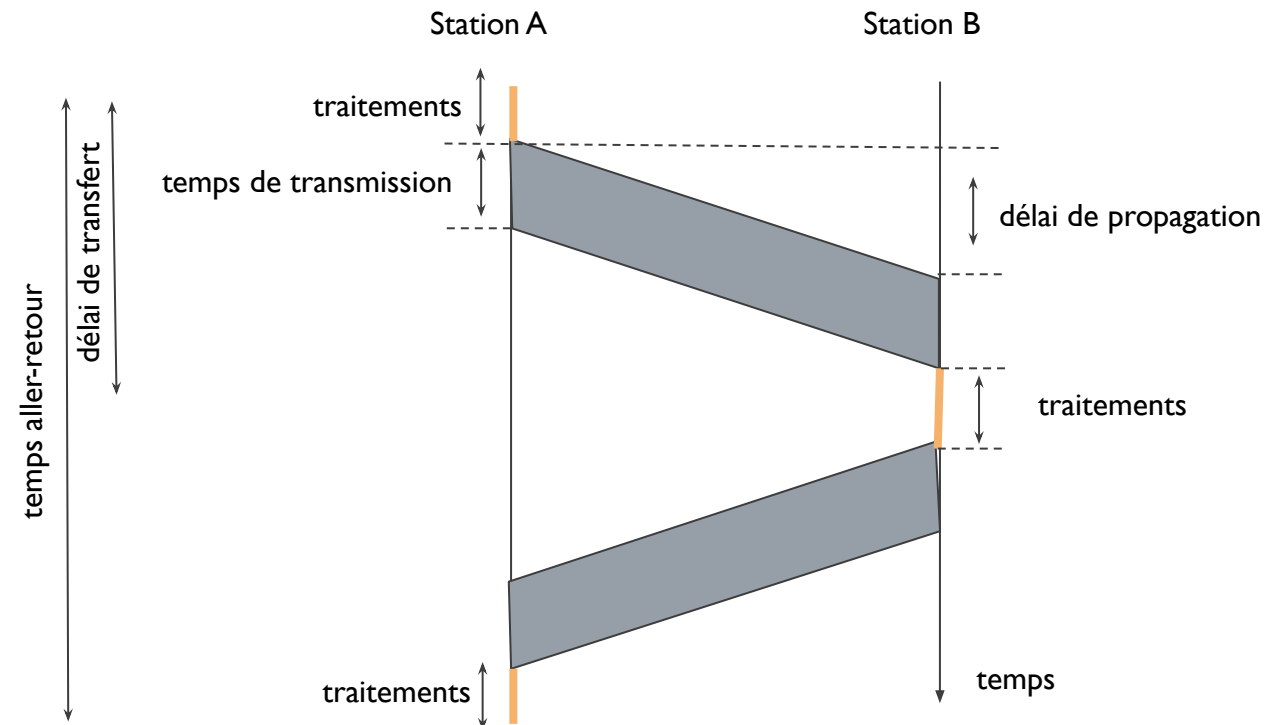 Station A
Station B
traitements
temps de transmission
délai de propagation
délai de transfert
temps aller-retour
traitements
traitements
temps